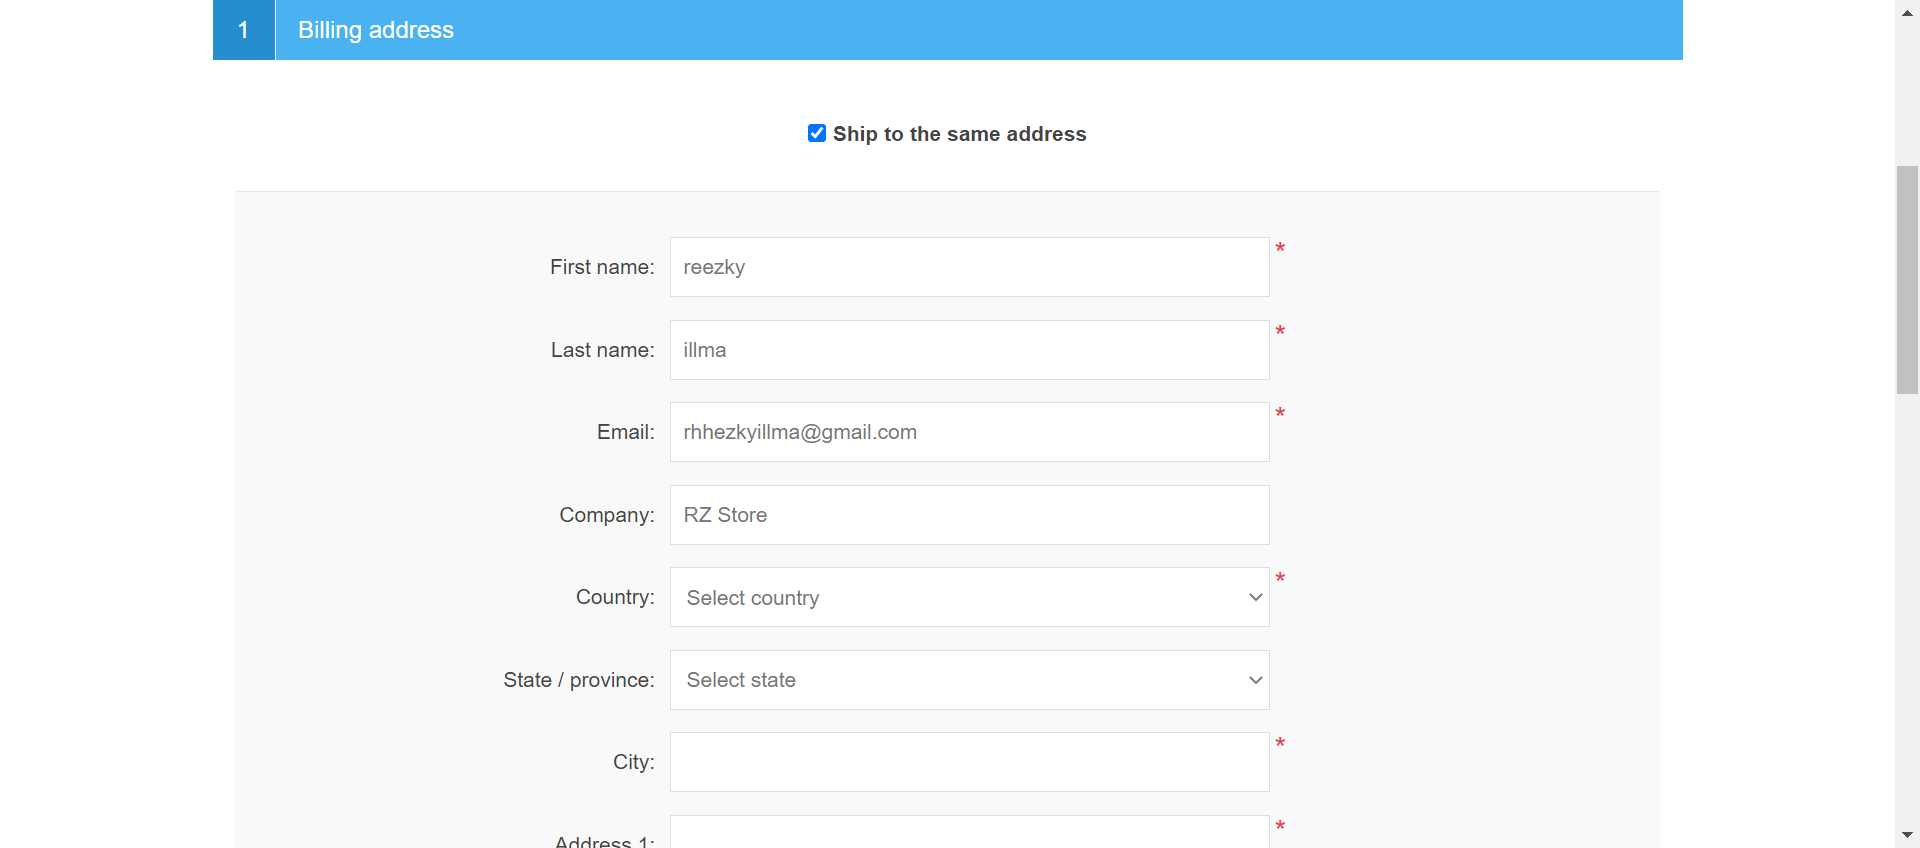 1 Billing address
Ship to the same address
First name: reezky *
Last name: illma *
Email: rhhezkyillma@gmail.com *
Company: RZ Store
Country: Select country *
State / province: Select state
City: *
Address 1: *